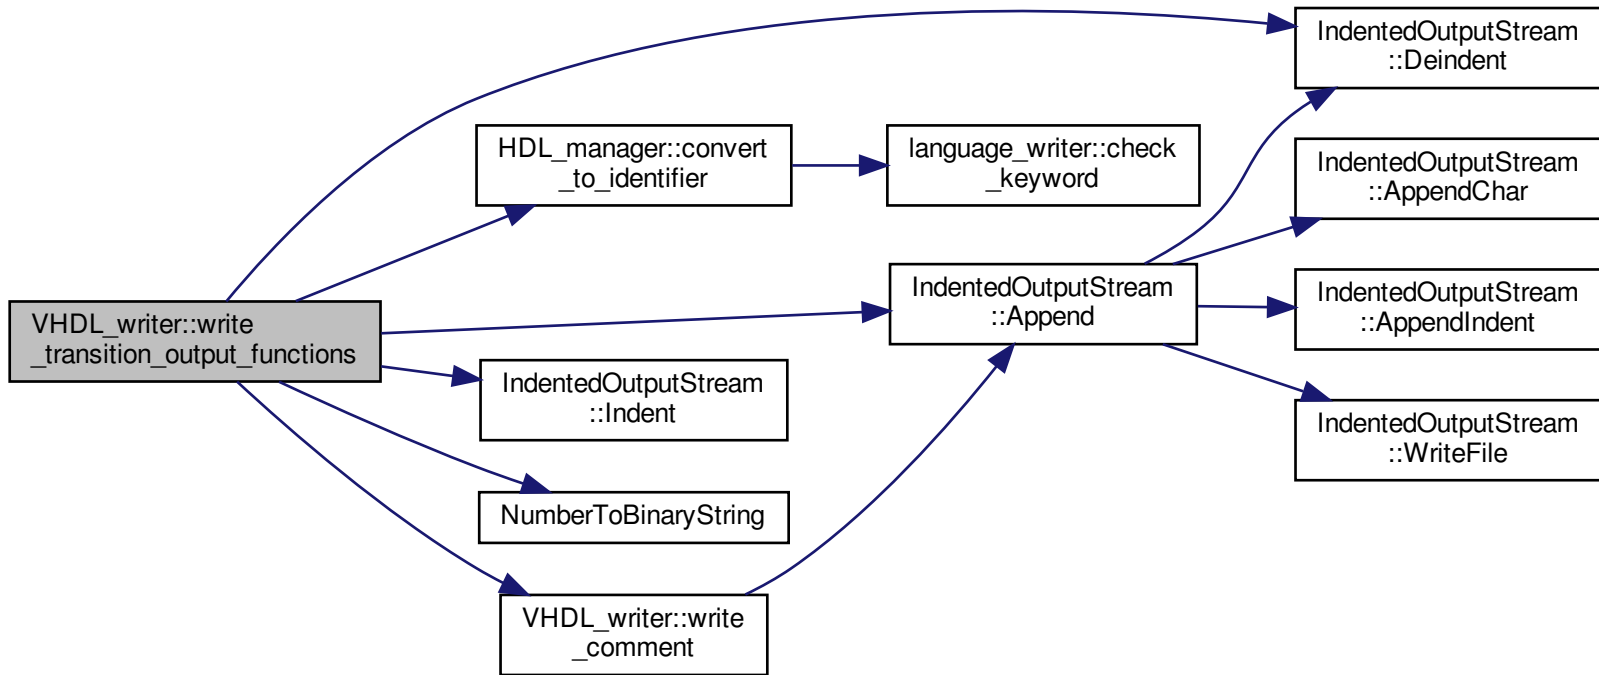 VHDL_writer::write
_transition_output_functions
IndentedOutputStream
::Deindent
HDL_manager::convert
_to_identifier
language_writer::check
_keyword
IndentedOutputStream
::Append
IndentedOutputStream
::AppendChar
IndentedOutputStream
::AppendIndent
IndentedOutputStream
::WriteFile
IndentedOutputStream
::Indent
NumberToBinaryString
VHDL_writer::write
_comment